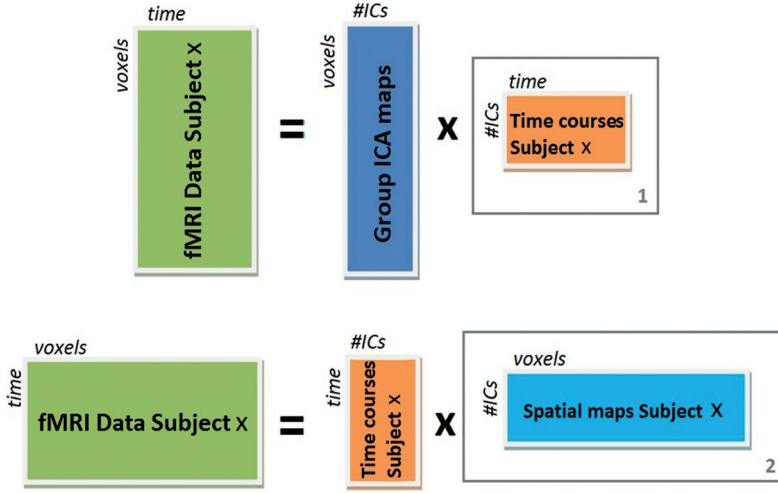 time
#ICs
voxels
fMRI Data Subject X
=
voxels
Group ICA maps
X
time
#ICs
Time courses
Subject X
1
voxels
time
fMRI Data Subject X
=
#ICs
time
Time courses
Subject X
X
voxels
#ICs
Spatial maps Subject X
2